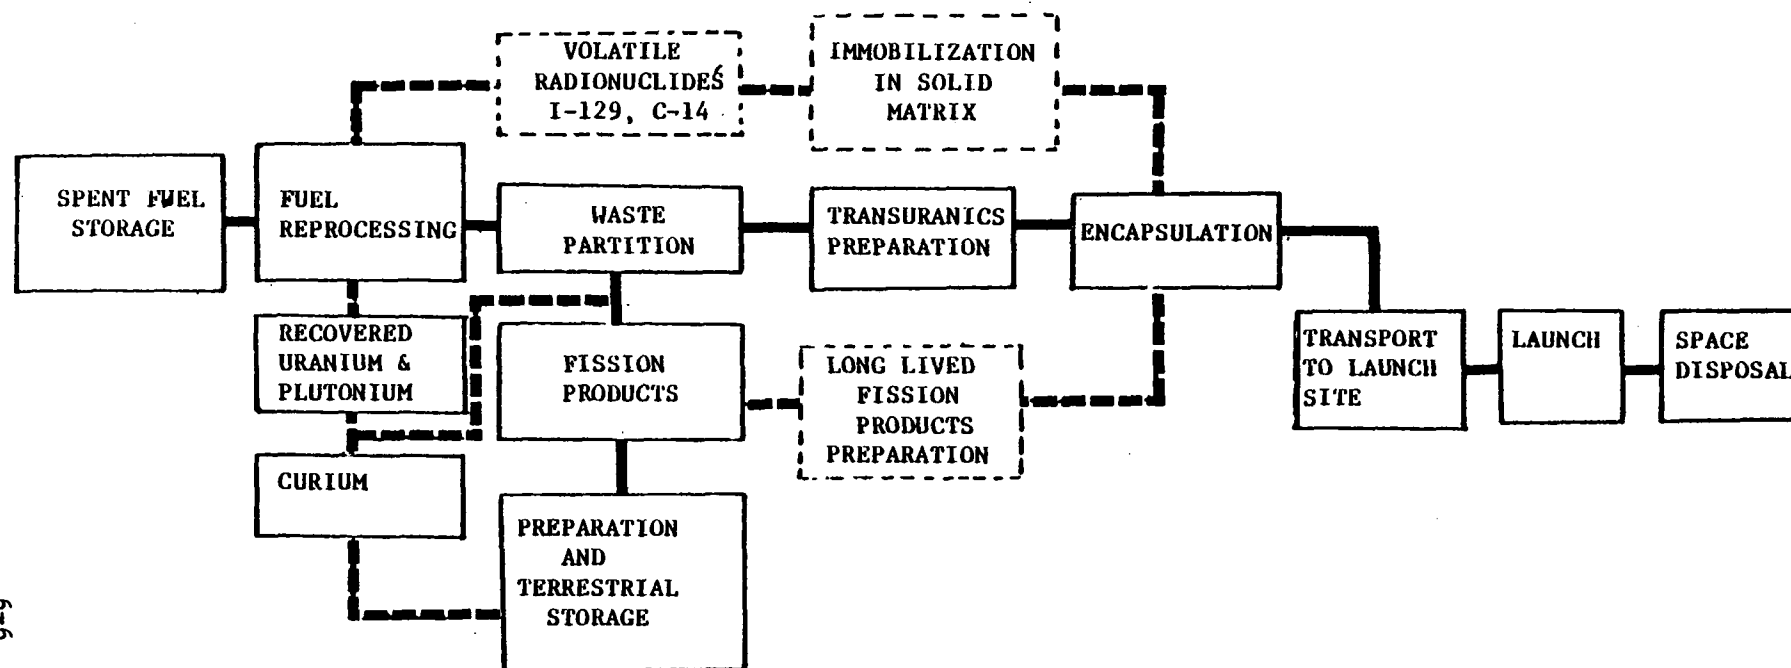 VOLATILE
RADIONUCLIDES
I-129, C-14
IMMOBILIZATION
IN SOLID
MATRIX
SPENT FUEL
STORAGE
FUEL
REPROCESSING
WASTE
PARTITION
TRANSURANICS
PREPARATION
ENCAPSULATION
RECOVERED
URANIUM &
PLUTONIUM
FISSION
PRODUCTS
LONG LIVED
FISSION
PRODUCTS
PREPARATION
TRANSPORT
TO LAUNCH
SITE
LAUNCH
SPACE
DISPOSAL
CURIUM
PREPARATION
AND
TERRESTRIAL
STORAGE
9-9